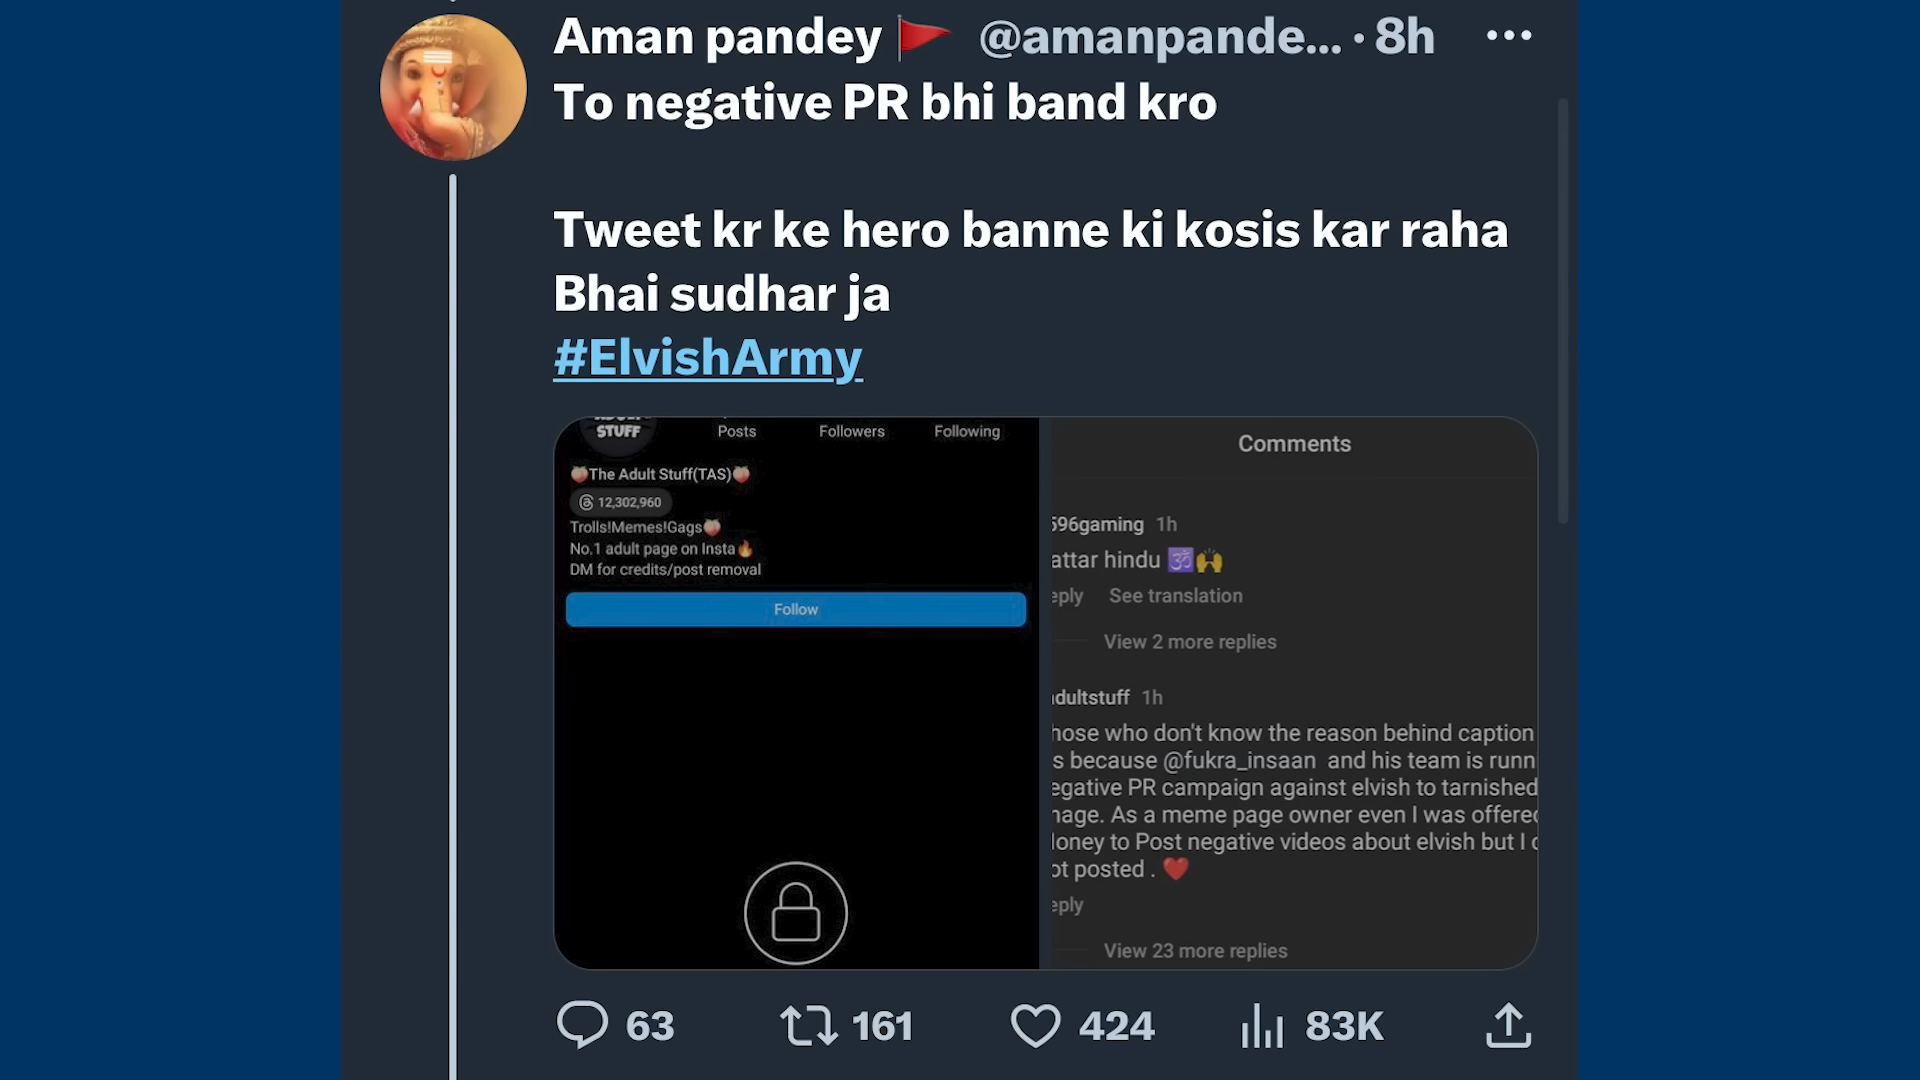 Aman pandey 🚩 @amanpande... · 8h
To negative PR bhi band kro
Tweet kr ke hero banne ki kosis kar raha
Bhai sudhar ja
#ElvishArmy
STUFF
Posts Followers Following
🍑The Adult Stuff(TAS)🍑
12,302,960
Trolls!Memes!Gags🍑
No.1 adult page on Insta🔥
DM for credits/post removal
Follow
Comments
596gaming 1h
attar hindu 🕉🙌
eply See translation
View 2 more replies
dultstuff 1h
hose who don't know the reason behind caption
s because @fukra_insaan and his team is runn
egative PR campaign against elvish to tarnished
nage. As a meme page owner even I was offered
oney to Post negative videos about elvish but I
ot posted . ❤️
eply
View 23 more replies
63 161 424 83K